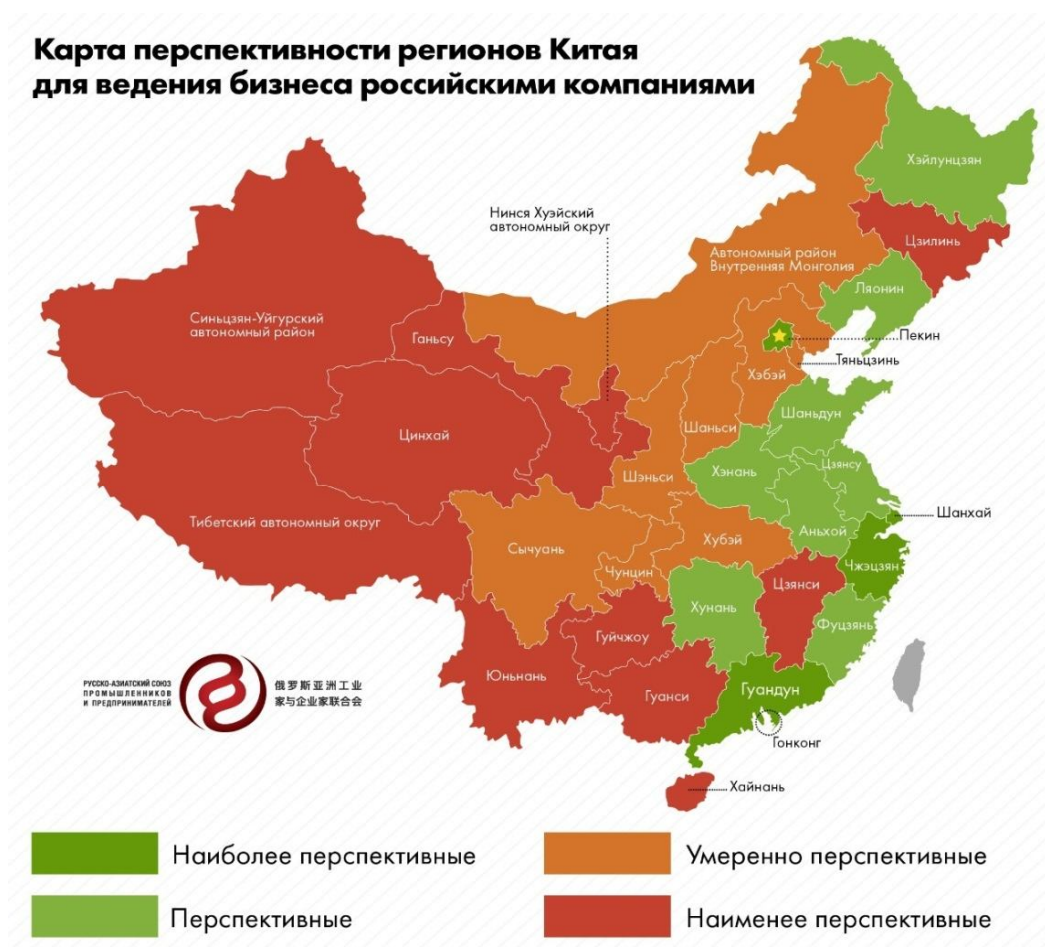 Карта перспективности регионов Китая
для ведения бизнеса российскими компаниями
Хэйлунцзян
Нинся Хуэйский
автономный округ
Цзилинь
Автономный район
Внутренняя Монголия
Ляонин
Синьцзян-Уйгурский
автономный район
Ганьсу
Пекин
Тяньцзинь
Хэбэй
Шаньдун
Шаньси
Цинхай
Хэнань
Цзянсу
Шэньси
Шанхай
Тибетский автономный округ
Аньхой
Хубэй
Сычуань
Чунцин
Чжэцзян
Цзянси
Хунань
Фуцзянь
Гуйчжоу
Юньнань
Гуанси
Гуандун
Гонконг
Хайнань
РУССКО-АЗИАТСКИЙ СОЮЗ
ПРОМЫШЛЕННИКОВ
И ПРЕДПРИНИМАТЕЛЕЙ
俄罗斯亚洲工业
家与企业家联合会
Наиболее перспективные
Умеренно перспективные
Перспективные
Наименее перспективные